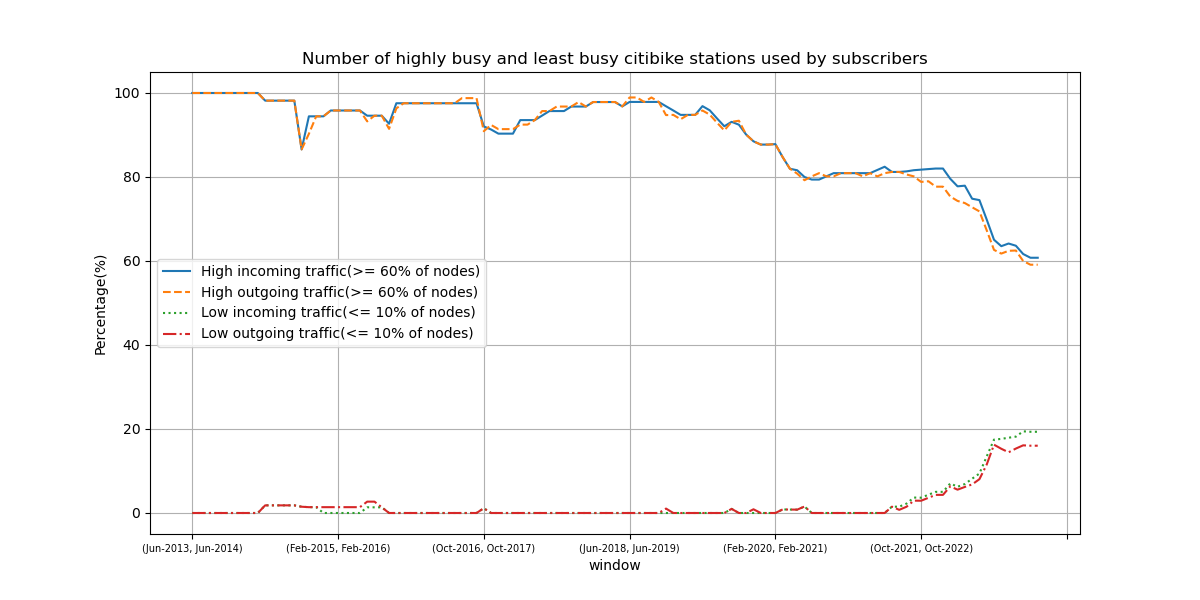 Number of highly busy and least busy citibike stations used by subscribers
100
80
60
40
20
0
Percentage(%)
High incoming traffic(>= 60% of nodes)
High outgoing traffic(>= 60% of nodes)
Low incoming traffic(<= 10% of nodes)
Low outgoing traffic(<= 10% of nodes)
(Jun-2013, Jun-2014) (Feb-2015, Feb-2016) (Oct-2016, Oct-2017) (Jun-2018, Jun-2019) (Feb-2020, Feb-2021) (Oct-2021, Oct-2022)
window